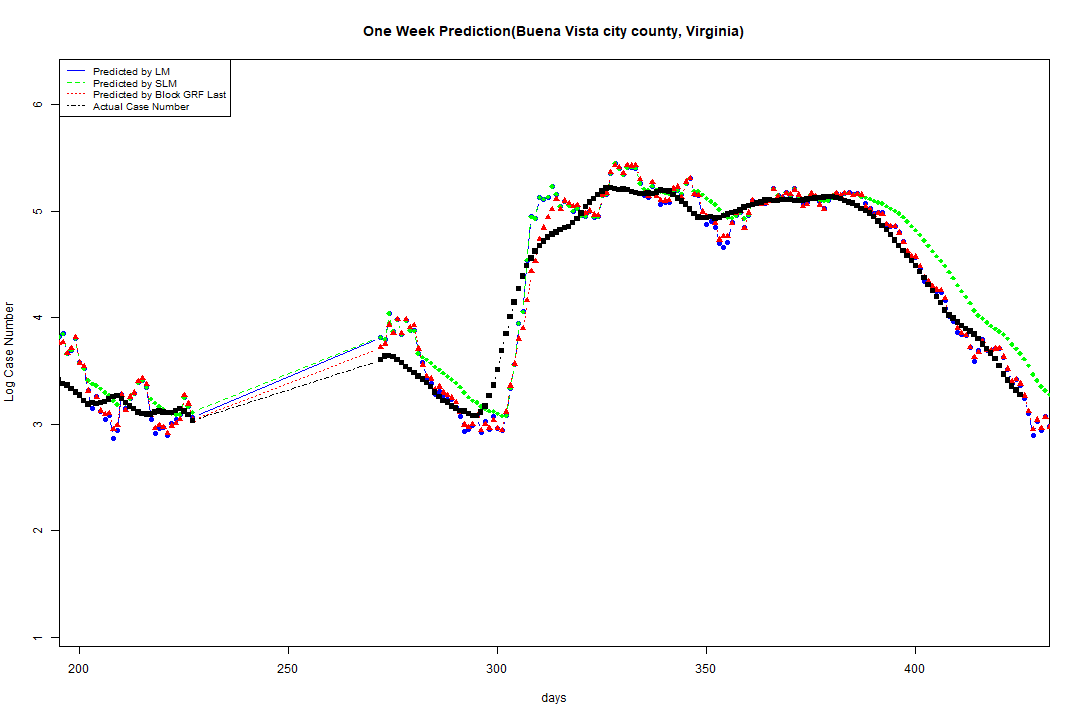 One Week Prediction(Buena Vista city county, Virginia)
Predicted by LM
Predicted by SLM
Predicted by Block GRF Last
Actual Case Number
6
5
4
3
2
1
Log Case Number
200 250 300 350 400
days